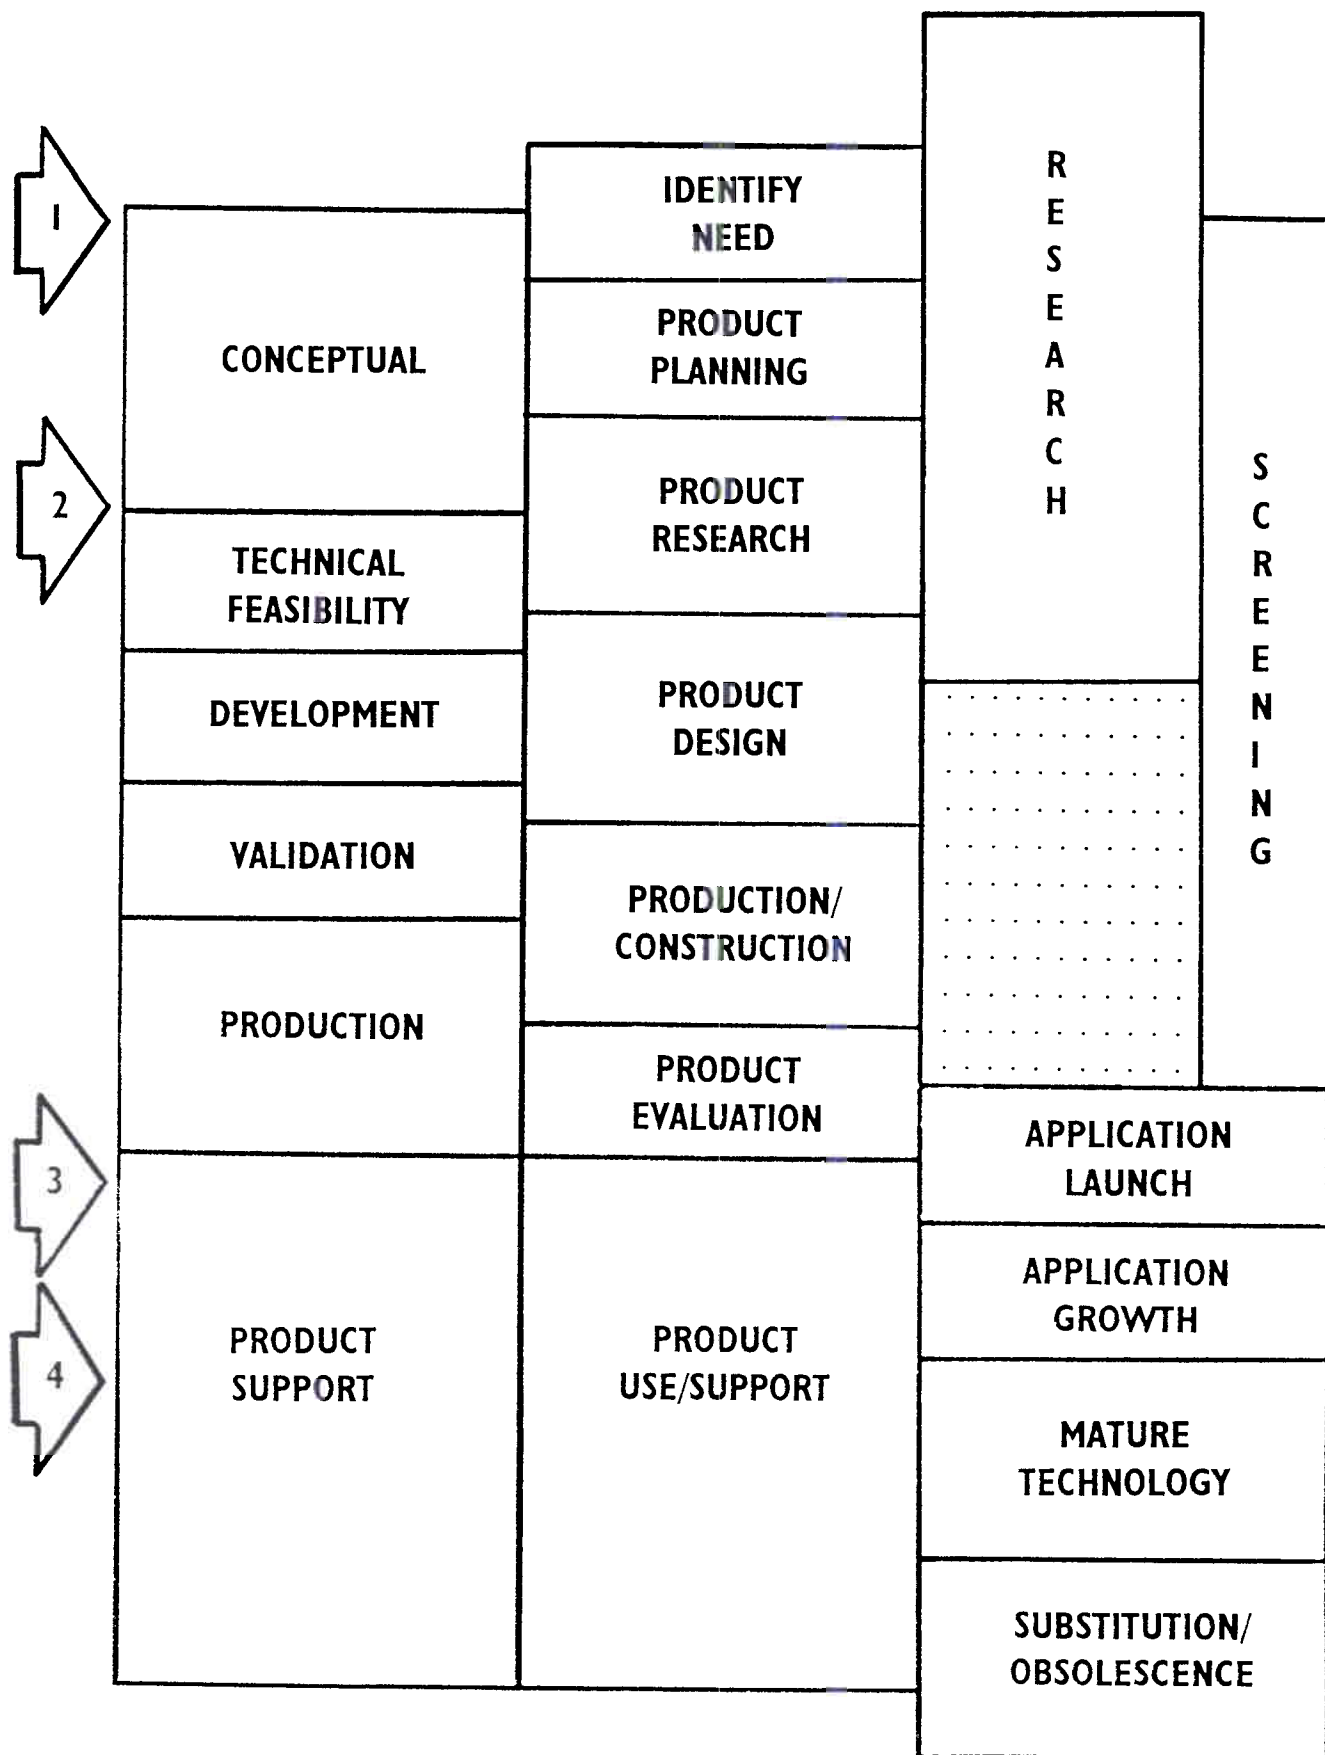 1
2
3
4
CONCEPTUAL
TECHNICAL
FEASIBILITY
DEVELOPMENT
VALIDATION
PRODUCTION
PRODUCT
SUPPORT
IDENTIFY
NEED
PRODUCT
PLANNING
PRODUCT
RESEARCH
PRODUCT
DESIGN
PRODUCTION/
CONSTRUCTION
PRODUCT
EVALUATION
PRODUCT
USE/SUPPORT
R
E
S
E
A
R
C
H
S
C
R
E
E
N
I
N
G
APPLICATION
LAUNCH
APPLICATION
GROWTH
MATURE
TECHNOLOGY
SUBSTITUTION/
OBSOLESCENCE